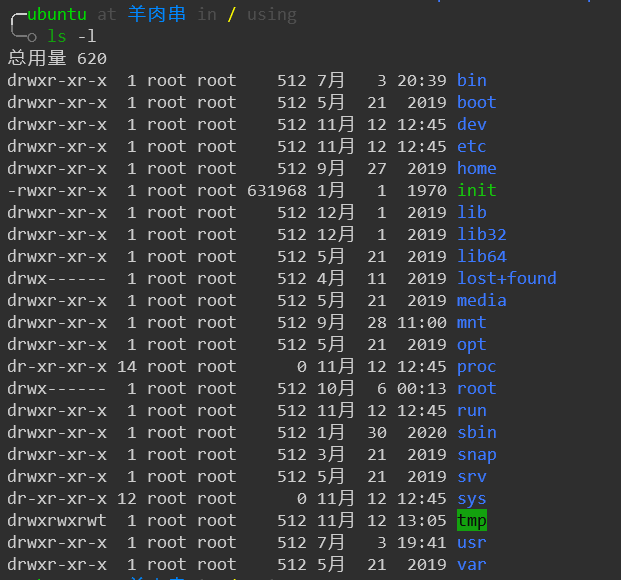 ubuntu at 羊肉串 in / using
ls -l
总用量 620
drwxr-xr-x  1 root root    512 7月   3 20:39 bin
drwxr-xr-x  1 root root    512 5月  21  2019 boot
drwxr-xr-x  1 root root    512 11月 12 12:45 dev
drwxr-xr-x  1 root root    512 11月 12 12:45 etc
drwxr-xr-x  1 root root    512 9月  27  2019 home
-rwxr-xr-x  1 root root 631968 1月   1  1970 init
drwxr-xr-x  1 root root    512 12月  1  2019 lib
drwxr-xr-x  1 root root    512 12月  1  2019 lib32
drwxr-xr-x  1 root root    512 5月  21  2019 lib64
drwx------  1 root root    512 4月  11  2019 lost+found
drwxr-xr-x  1 root root    512 5月  21  2019 media
drwxr-xr-x  1 root root    512 9月  28 11:00 mnt
drwxr-xr-x  1 root root    512 5月  21  2019 opt
dr-xr-xr-x 14 root root      0 11月 12 12:45 proc
drwx------  1 root root    512 10月  6 00:13 root
drwxr-xr-x  1 root root    512 11月 12 12:45 run
drwxr-xr-x  1 root root    512 1月  30  2020 sbin
drwxr-xr-x  1 root root    512 3月  21  2019 snap
drwxr-xr-x  1 root root    512 5月  21  2019 srv
dr-xr-xr-x 12 root root      0 11月 12 12:45 sys
drwxrwxrwt  1 root root    512 11月 12 13:05 tmp
drwxr-xr-x  1 root root    512 7月   3 19:41 usr
drwxr-xr-x  1 root root    512 5月  21  2019 var